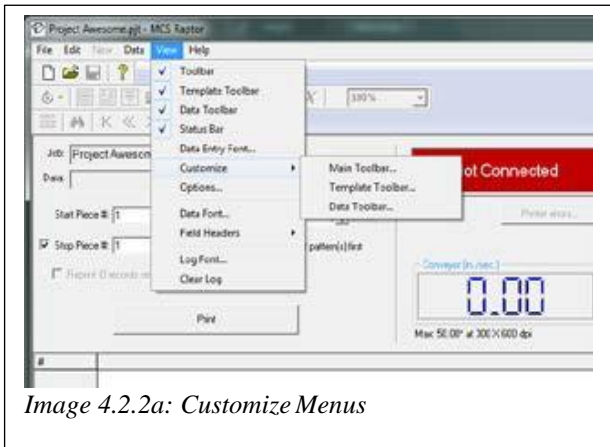 Project Awesome.pjt - MCS Raptor
File Edit New Data View Help
Toolbar
Template Toolbar
Data Toolbar
Status Bar
Data Entry Font...
Customize
Options...
Data Font...
Field Headers
Log Font...
Clear Log
Main Toolbar...
Template Toolbar...
Data Toolbar...
100%
Job: Project Awesom
Data:
Start Piece #: 1
Stop Piece #: 1
pattern(s) first
Print
ot Connected
Conveyor (in./sec.)
0.00
Max: 50.00" at 300 X 600 dpi
#
Image 4.2.2a: Customize Menus